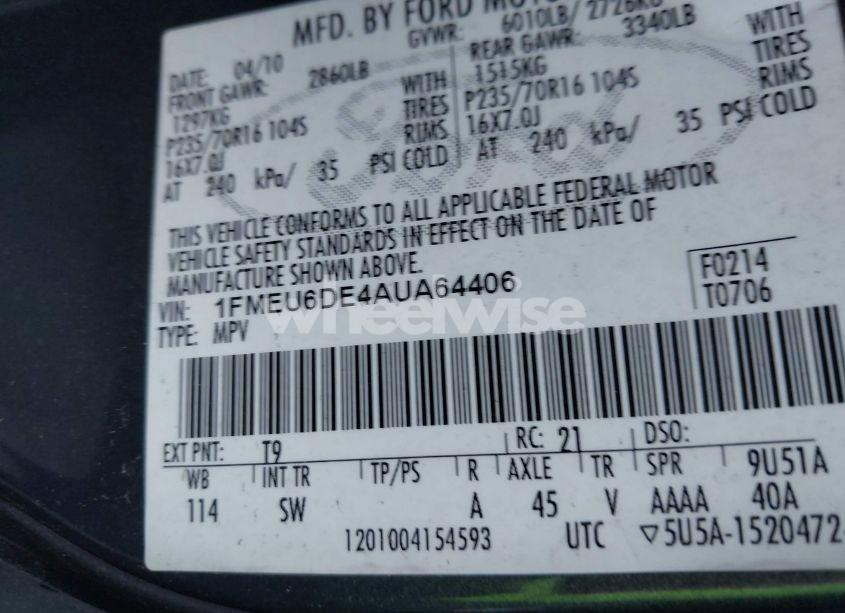 MFD. BY FORD MOTO
GVWR: 6010LB/ 2726KG
DATE: 04/10
FRONT GAWR: 2860LB
1297KG WITH
P235/70R16 104S TIRES
16X7.0J RIMS
AT 240 kPa/ 35 PSI COLD
REAR GAWR: 3340LB
1515KG WITH
P235/70R16 104S TIRES
16X7.0J RIMS
AT 240 kPa/ 35 PSI COLD
THIS VEHICLE CONFORMS TO ALL APPLICABLE FEDERAL MOTOR
VEHICLE SAFETY STANDARDS IN EFFECT ON THE DATE OF
MANUFACTURE SHOWN ABOVE.
VIN: 1FMEU6DE4AUA64406
TYPE: MPV
F0214
T0706
wheelwise
EXT PNT: T9 RC: 21 DSO:
WB INT TR TP/PS R AXLE TR SPR 9U51A
114 SW A 45 V AAAA 40A
1201004154593 UTC ▽5U5A-1520472-